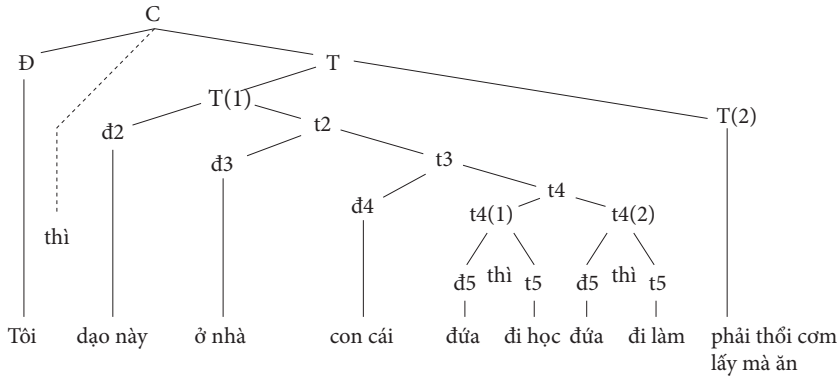 C
Đ
T
T(1)
T(2)
đ2
t2
đ3
t3
đ4
t4
t4(1)
t4(2)
thì
đ5 thì t5 đ5 thì t5
Tôi dạo này ở nhà con cái đứa đi học đứa đi làm phải thổi cơm
lấy mà ăn